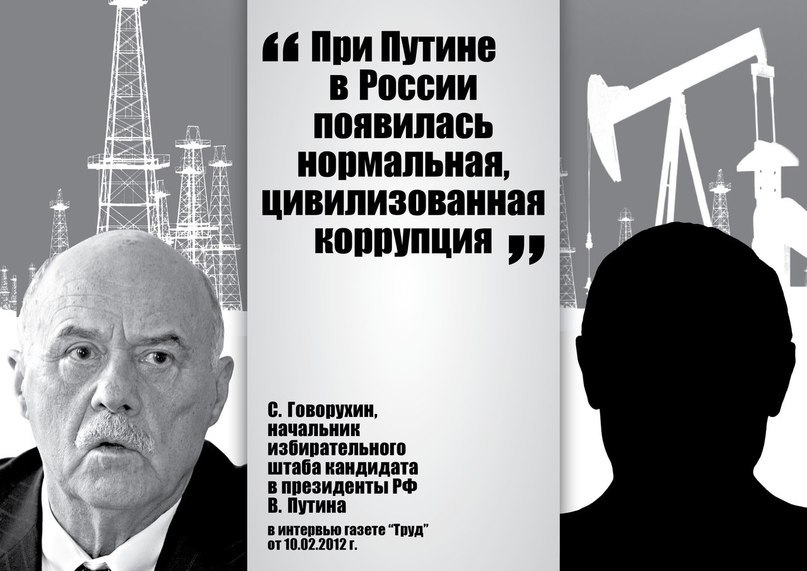 “ При Путине
в России
появилась
нормальная,
цивилизованная
коррупция ”
С. Говорухин,
начальник
избирательного
штаба кандидата
в президенты РФ
В. Путина
в интервью газете “Труд”
от 10.02.2012 г.